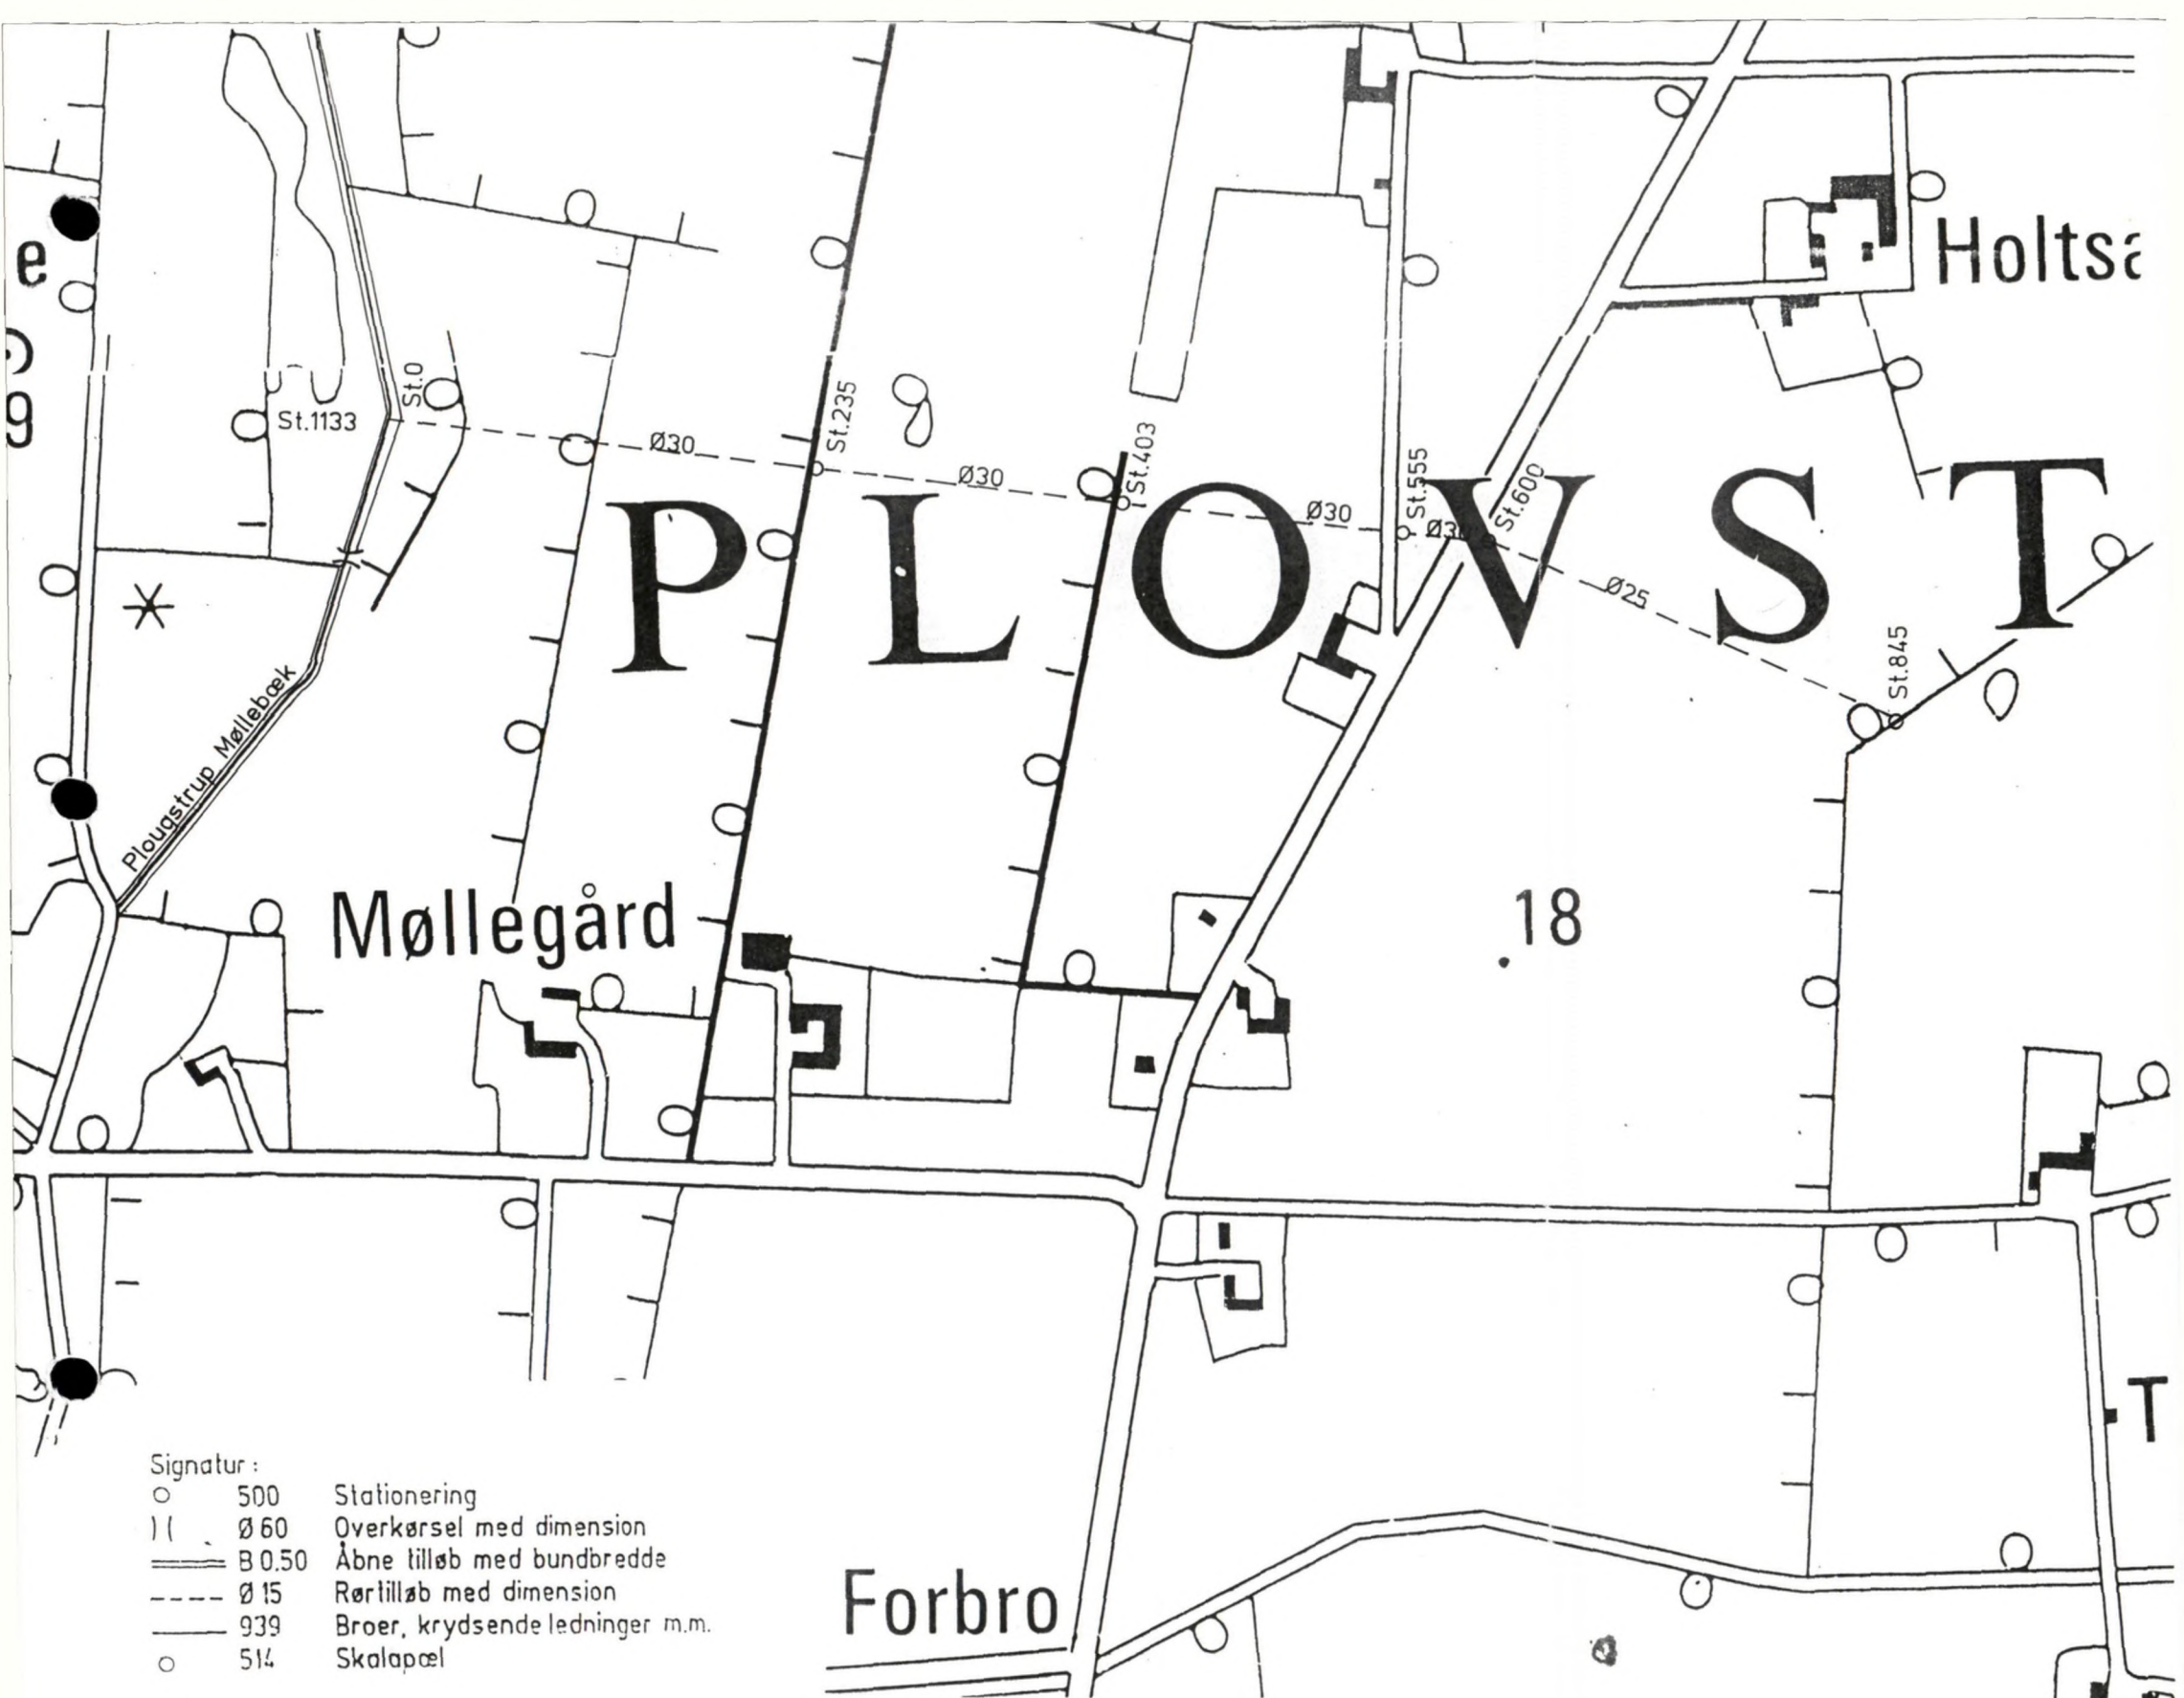 e
9
Holtsa
St.0
St.1133
St.235
Ø30
Ø30
St.403
Ø30
St.555
Ø30
St.600
PLOVST
Ø25
St.845
Plougstrup Møllebæk
Møllegård
18
T
Forbro
Signatur:
500 Stationering
Ø60 Overkørsel med dimension
B 0.50 Åbne tilløb med bundbredde
Ø15 Rørtilløb med dimension
939 Broer, krydsende ledninger m.m.
514 Skalapæl